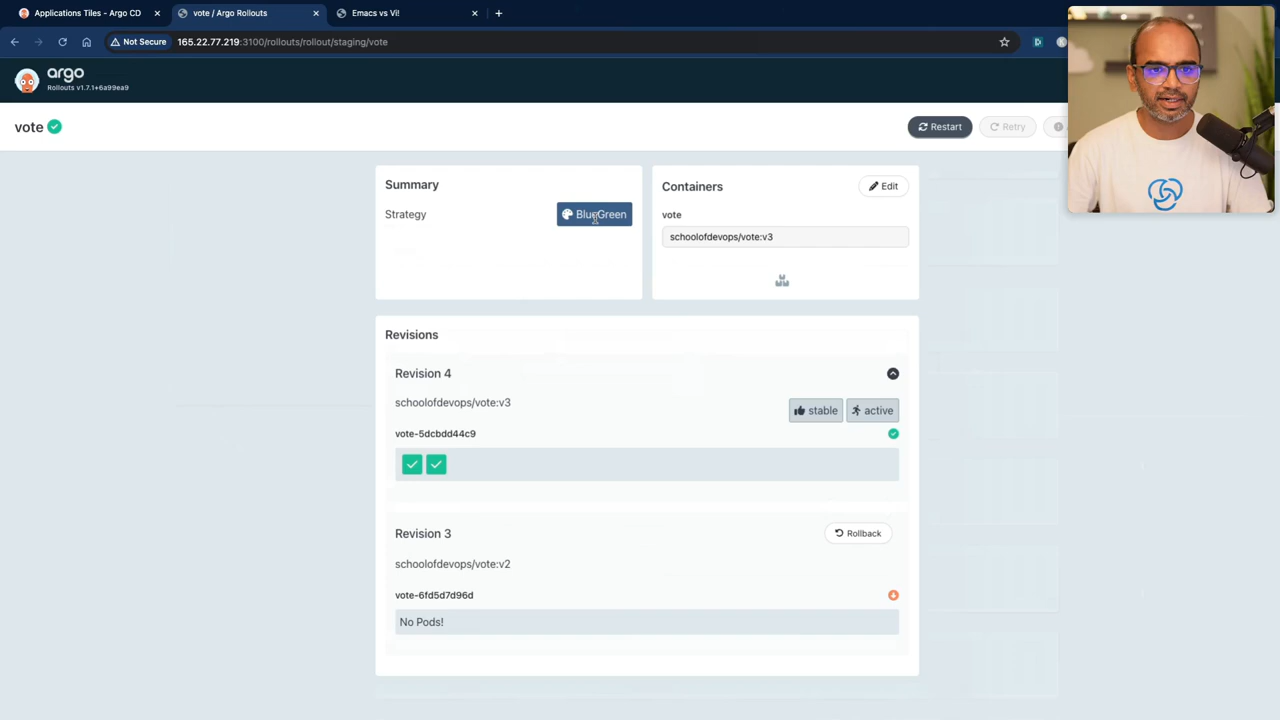 Applications Tiles - Argo CD
vote / Argo Rollouts
Emacs vs Vi!
Not Secure
165.22.77.219:3100/rollouts/rollout/staging/vote
argo
Rollouts v1.7.1+6a99ea9
vote
Restart
Retry
Summary
Strategy
BlueGreen
Containers
Edit
vote
schoolofdevops/vote:v3
Revisions
Revision 4
schoolofdevops/vote:v3
stable
active
vote-5dcbdd44c9
Revision 3
Rollback
schoolofdevops/vote:v2
vote-6fd5d7d96d
No Pods!